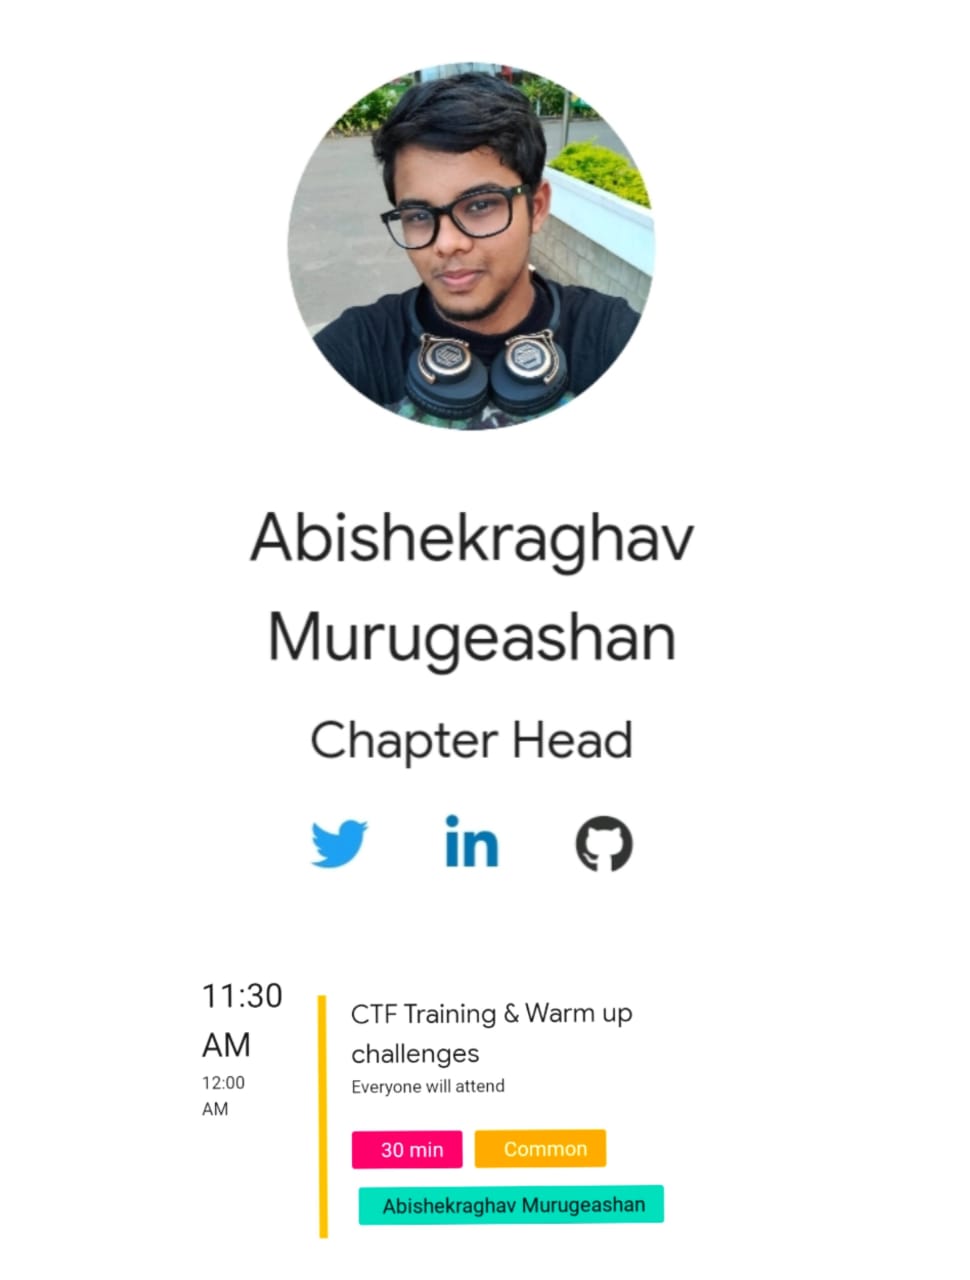 Abishekraghav
Murugeashan
Chapter Head
in
11:30
AM
12:00
AM
CTF Training & Warm up
challenges
Everyone will attend
30 min
Common
Abishekraghav Murugeashan